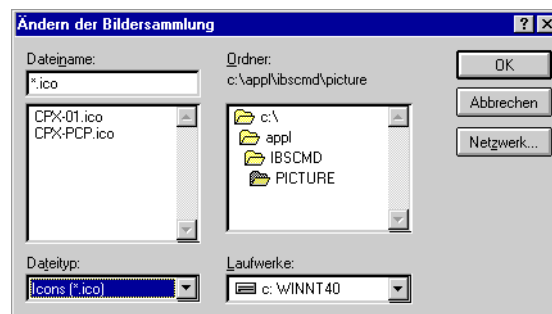 Ändern der Bildersammlung
Dateiname:
*.ico
CPX-01.ico
CPX-PCP.ico
Dateityp:
Icons (*.ico)
Ordner:
c:\appl\ibscmd\picture
c:\
appl
IBSCMD
PICTURE
Laufwerke:
c: WINNT40
OK
Abbrechen
Netzwerk...